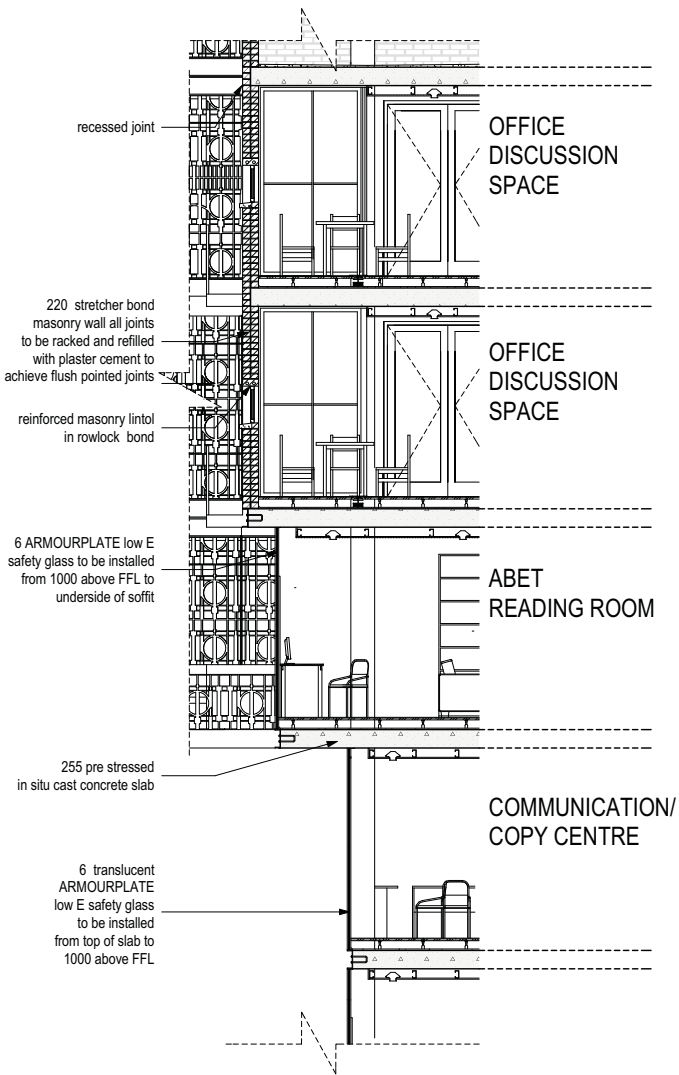 recessed joint
OFFICE
DISCUSSION
SPACE
220 stretcher bond
masonry wall all joints
to be racked and refilled
with plaster cement to
achieve flush pointed joints
OFFICE
DISCUSSION
SPACE
reinforced masonry lintol
in rowlock bond
6 ARMOURPLATE low E
safety glass to be installed
from 1000 above FFL to
underside of soffit
ABET
READING ROOM
255 pre stressed
in situ cast concrete slab
COMMUNICATION/
COPY CENTRE
6 translucent
ARMOURPLATE
low E safety glass
to be installed
from top of slab to
1000 above FFL